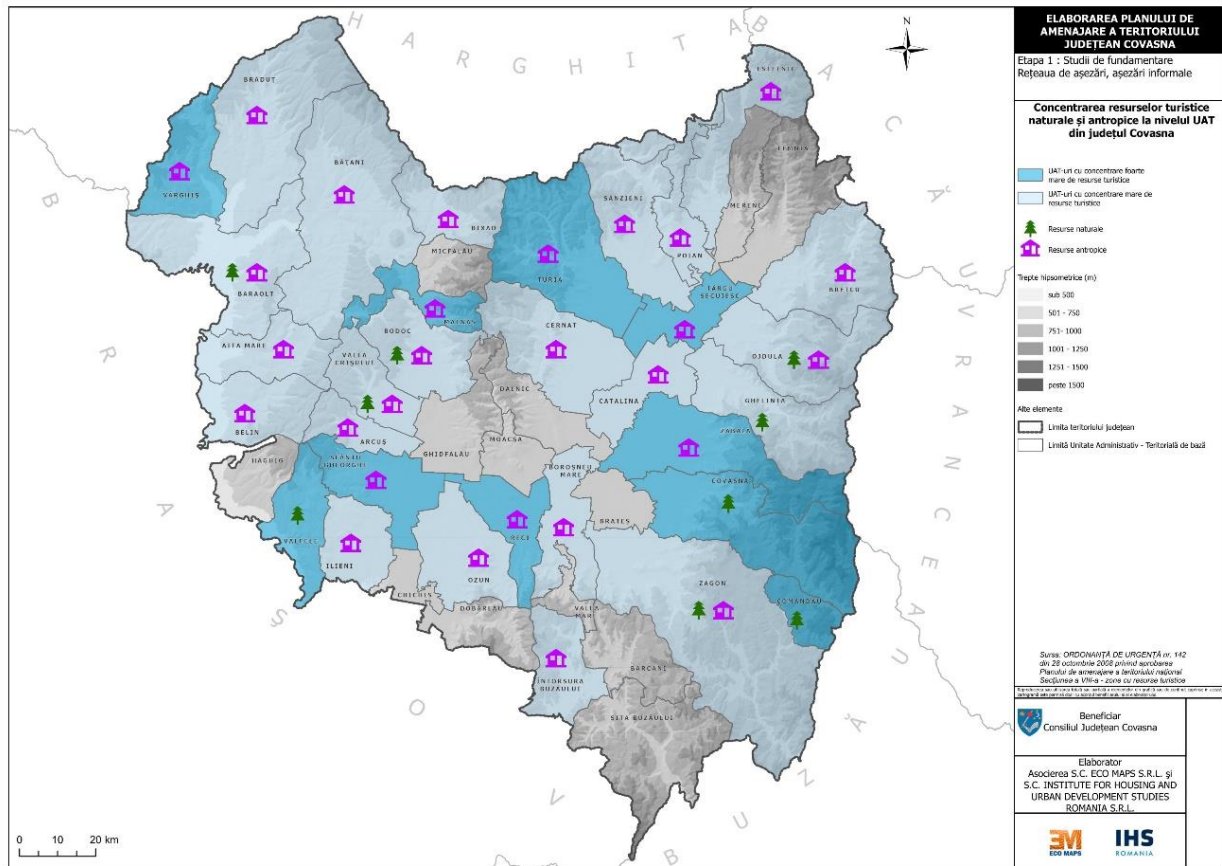 HARGHITA
BACĂU
VRANCEA
BUZĂU
BRAȘOV
N
ESTELNIC
BRĂDUȚ
LEMNIA
BĂȚANI
VÂRGHIȘ
SÂNZIENI
MERENI
BIXAD
MICFALĂU
POIAN
TURIA
TÂRGU
SECUIESC
BREȚCU
BARAOLT
MALNAȘ
BODOC
CERNAT
AITA MARE
VALEA
CRIȘULUI
OJDULA
DALNIC
CATALINA
GHELINȚA
BELIN
ARCUȘ
ZĂBALA
MOACȘA
GHIDFALĂU
HĂGHIG
SFÂNTU
GHEORGHE
BOROȘNEU
MARE
COVASNA
BRATEȘ
RECI
VÂLCELE
ILIENI
OZUN
ZAGON
CHICHIȘ
COMANDĂU
DOBÂRLĂU
VALEA
MARE
BARCANI
ÎNTORSURA
BUZĂULUI
SITA BUZĂULUI
0 10 20 km
ELABORAREA PLANULUI DE
AMENAJARE A TERITORIULUI
JUDEȚEAN COVASNA
Etapa 1 : Studii de fundamentare
Rețeaua de așezări, așezări informale
Concentrarea resurselor turistice
naturale și antropice la nivelul UAT
din județul Covasna
UAT-uri cu concentrare foarte
mare de resurse turistice
UAT-uri cu concentrare mare de
resurse turistice
Resurse naturale
Resurse antropice
Trepte hipsometrice (m)
sub 500
501 - 750
751- 1000
1001 - 1250
1251 - 1500
peste 1500
Alte elemente
Limita teritoriului județean
Limită Unitate Administrativ - Teritorială de bază
Sursa: ORDONANȚĂ DE URGENȚĂ nr. 142
din 28 octombrie 2008 privind aprobarea
Planului de amenajare a teritoriului național
Secțiunea a VIII-a - zone cu resurse turistice
Beneficiar
Consiliul Județean Covasna
Elaborator
Asocierea S.C. ECO MAPS S.R.L. și
S.C. INSTITUTE FOR HOUSING AND
URBAN DEVELOPMENT STUDIES
ROMANIA S.R.L.
ECO MAPS
IHS
ROMANIA